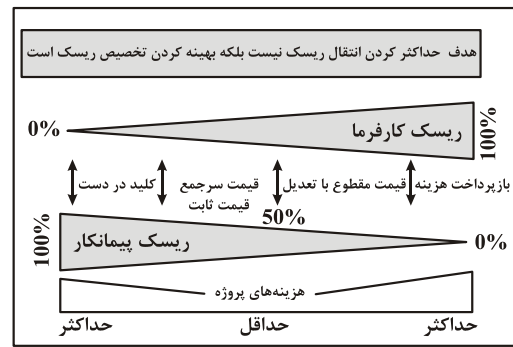 هدف حداکثر کردن انتقال ریسک نیست بلکه بهینه کردن تخصیص ریسک است
ریسک کارفرما
100%
0%
بازپرداخت هزینه
قیمت مقطوع با تعدیل
قیمت سرجمع
قیمت ثابت
کلید در دست
50%
100%
ریسک پیمانکار
0%
هزینه‌های پروژه
حداکثر
حداقل
حداکثر